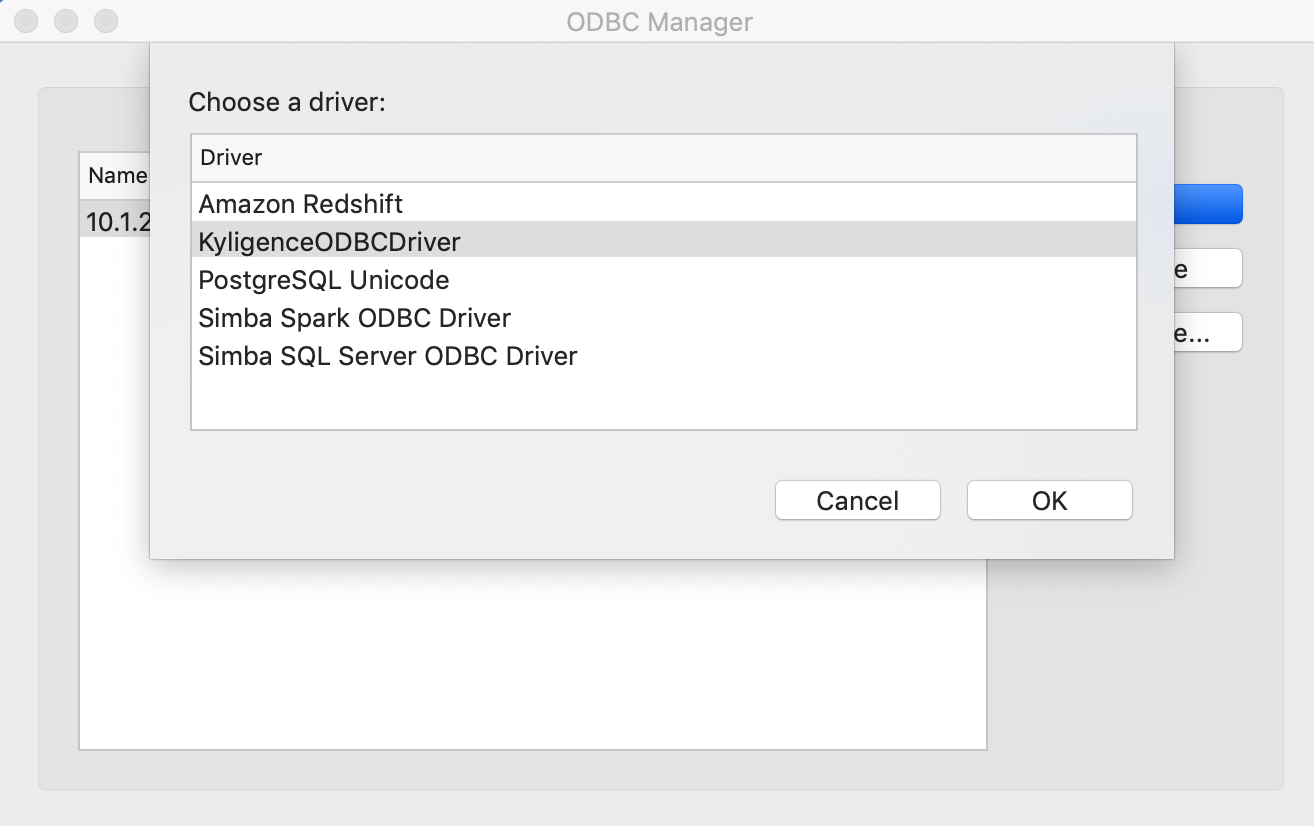 ODBC Manager
Choose a driver:
Driver
Name
10.1.2
Amazon Redshift
KyligenceODBCDriver
PostgreSQL Unicode
Simba Spark ODBC Driver
Simba SQL Server ODBC Driver
e
e...
Cancel
OK